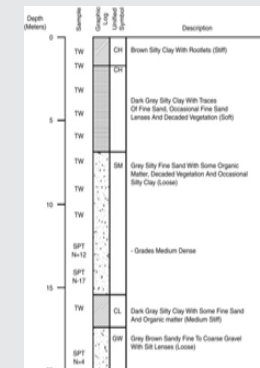 Depth
(Meters)
Sample
Graphic
Log
Unified
Symbol
Description
0
TW
CH
Brown Silty Clay With Rootlets (Stiff)
TW
CH
TW
Dark Grey Silty Clay With Traces
Of Fine Sand, Occasional Fine Sand
Lenses And Decaded Vegetation (Soft)
TW
5
TW
TW
SM
Grey Silty Fine Sand With Some Organic
Matter, Decaded Vegetation And Occasional
Silty Clay (Loose)
TW
10
TW
SPT
N=12
- Grades Medium Dense
SPT
N-17
15
TW
CL
Dark Grey Silty Clay With Some Fine Sand
And Organic matter (Medium Stiff)
GW
Grey Brown Sandy Fine To Coarse Gravel
With Silt Lenses (Loose)
SPT
N=4